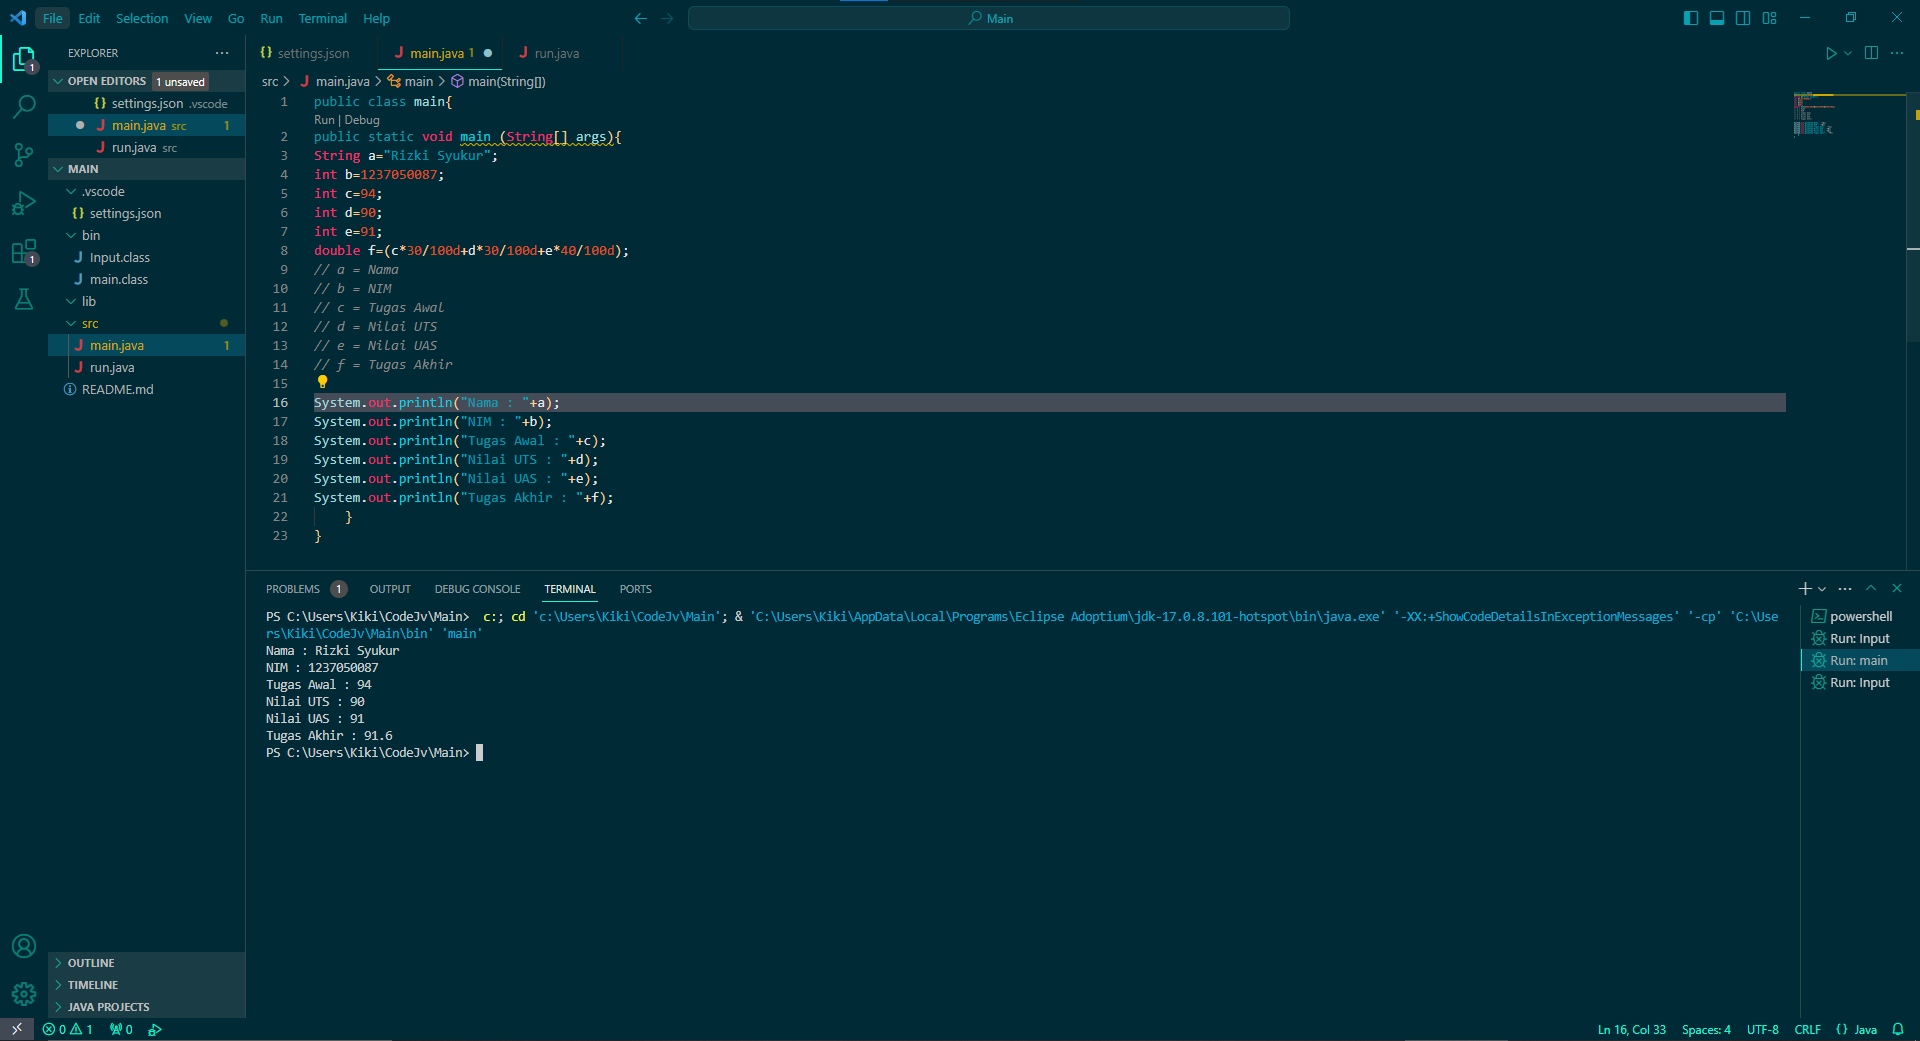 File Edit Selection View Go Run Terminal Help
Main
EXPLORER
OPEN EDITORS 1 unsaved
settings.json .vscode
main.java src 1
run.java src
MAIN
.vscode
settings.json
bin
Input.class
main.class
lib
src
main.java 1
run.java
README.md
OUTLINE
TIMELINE
JAVA PROJECTS
1
1
settings.json main.java 1 run.java
src > main.java > main > main(String[])
1 public class main{
Run | Debug
2 public static void main (String[] args){
3 String a="Rizki Syukur";
4 int b=1237050087;
5 int c=94;
6 int d=90;
7 int e=91;
8 double f=(c*30/100d+d*30/100d+e*40/100d);
9 // a = Nama
10 // b = NIM
11 // c = Tugas Awal
12 // d = Nilai UTS
13 // e = Nilai UAS
14 // f = Tugas Akhir
15
16 System.out.println("Nama : "+a);
17 System.out.println("NIM : "+b);
18 System.out.println("Tugas Awal : "+c);
19 System.out.println("Nilai UTS : "+d);
20 System.out.println("Nilai UAS : "+e);
21 System.out.println("Tugas Akhir : "+f);
22 }
23 }
PROBLEMS 1 OUTPUT DEBUG CONSOLE TERMINAL PORTS
PS C:\Users\Kiki\CodeJv\Main> c:; cd 'c:\Users\Kiki\CodeJv\Main'; & 'C:\Users\Kiki\AppData\Local\Programs\Eclipse Adoptium\jdk-17.0.8.101-hotspot\bin\java.exe' '-XX:+ShowCodeDetailsInExceptionMessages' '-cp' 'C:\Use
rs\Kiki\CodeJv\Main\bin' 'main'
Nama : Rizki Syukur
NIM : 1237050087
Tugas Awal : 94
Nilai UTS : 90
Nilai UAS : 91
Tugas Akhir : 91.6
PS C:\Users\Kiki\CodeJv\Main>
powershell
Run: Input
Run: main
Run: Input
0 1 0
Ln 16, Col 33 Spaces: 4 UTF-8 CRLF {} Java